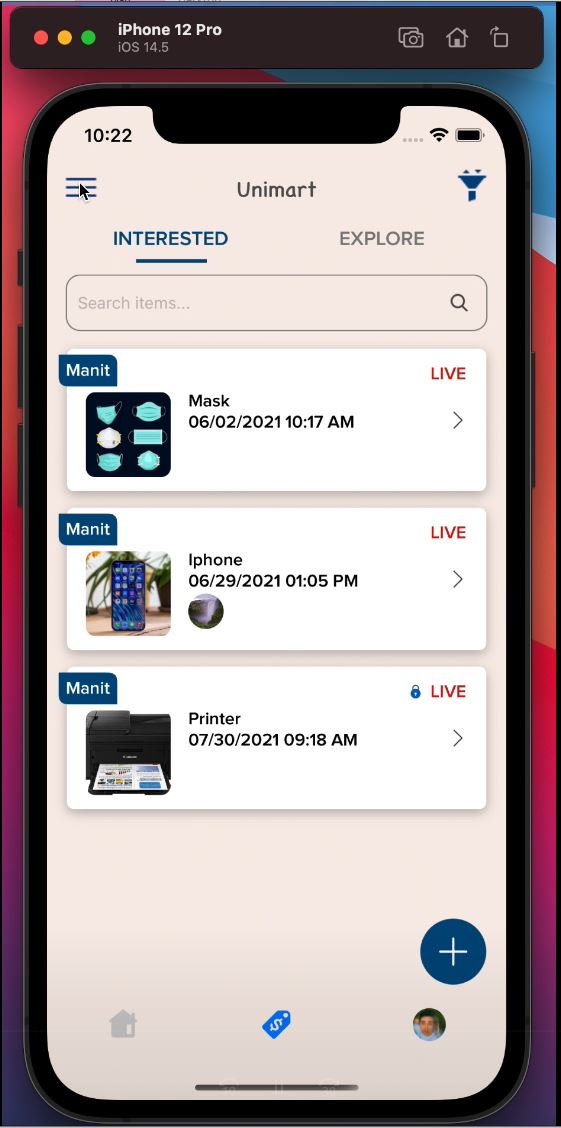 iPhone 12 Pro
iOS 14.5
10:22
Unimart
INTERESTED
EXPLORE
Search items...
Manit
LIVE
Mask
06/02/2021 10:17 AM
Manit
LIVE
Iphone
06/29/2021 01:05 PM
Manit
LIVE
Printer
07/30/2021 09:18 AM